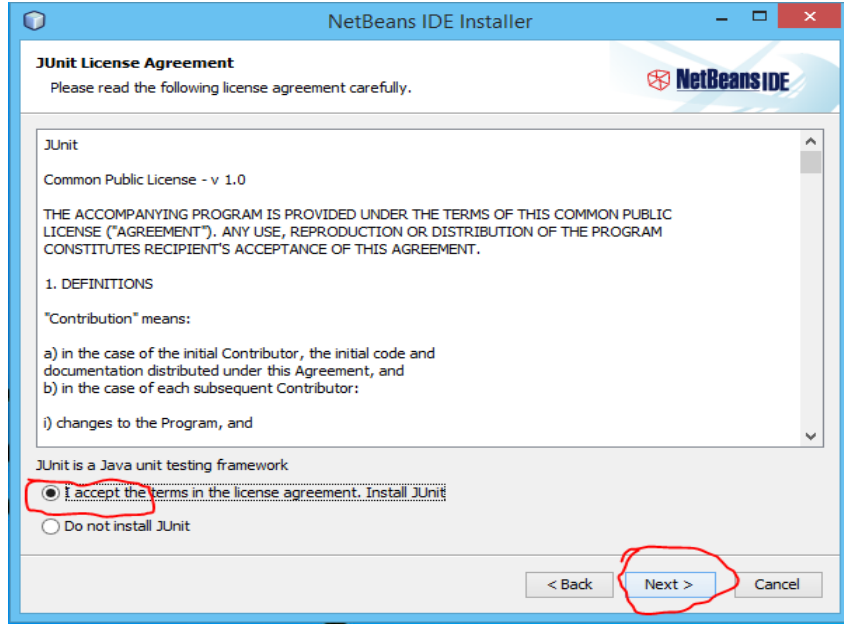 NetBeans IDE Installer
JUnit License Agreement
Please read the following license agreement carefully.
NetBeans IDE
JUnit
Common Public License - v 1.0
THE ACCOMPANYING PROGRAM IS PROVIDED UNDER THE TERMS OF THIS COMMON PUBLIC
LICENSE ("AGREEMENT"). ANY USE, REPRODUCTION OR DISTRIBUTION OF THE PROGRAM
CONSTITUTES RECIPIENT'S ACCEPTANCE OF THIS AGREEMENT.
1. DEFINITIONS
"Contribution" means:
a) in the case of the initial Contributor, the initial code and
documentation distributed under this Agreement, and
b) in the case of each subsequent Contributor:
i) changes to the Program, and
JUnit is a Java unit testing framework
I accept the terms in the license agreement. Install JUnit
Do not install JUnit
< Back Next > Cancel